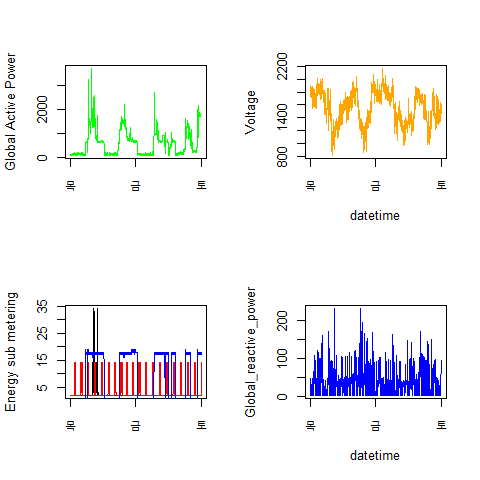 Global Active Power
0 2000
목 금 토
Voltage
800 1400 2200
목 금 토
datetime
Energy sub metering
5 15 25 35
목 금 토
Global_reactive_power
0 100 200
목 금 토
datetime